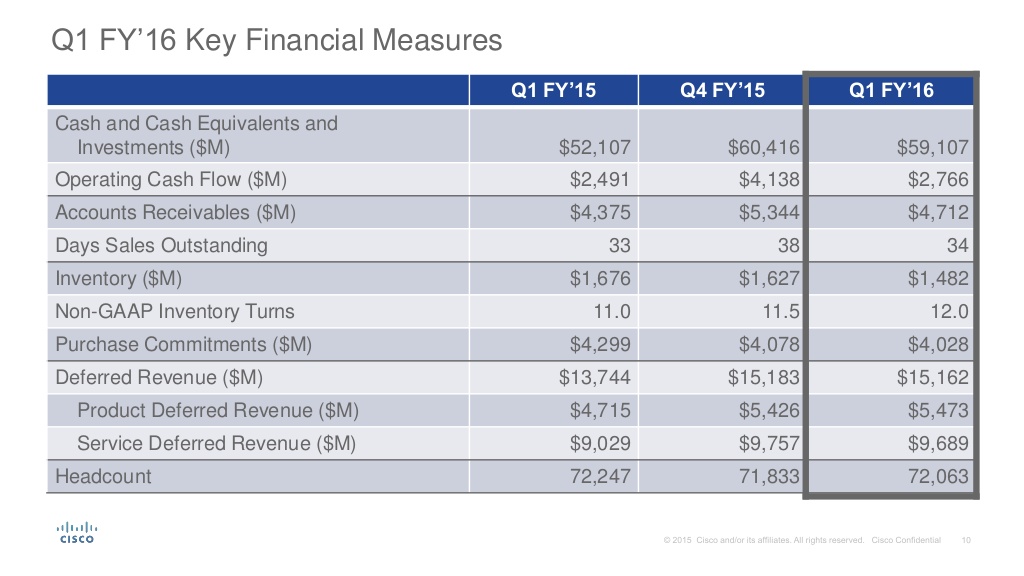 Q1 FY’16 Key Financial Measures
Q1 FY’15 Q4 FY’15 Q1 FY’16
Cash and Cash Equivalents and
Investments ($M) $52,107 $60,416 $59,107
Operating Cash Flow ($M) $2,491 $4,138 $2,766
Accounts Receivables ($M) $4,375 $5,344 $4,712
Days Sales Outstanding 33 38 34
Inventory ($M) $1,676 $1,627 $1,482
Non-GAAP Inventory Turns 11.0 11.5 12.0
Purchase Commitments ($M) $4,299 $4,078 $4,028
Deferred Revenue ($M) $13,744 $15,183 $15,162
Product Deferred Revenue ($M) $4,715 $5,426 $5,473
Service Deferred Revenue ($M) $9,029 $9,757 $9,689
Headcount 72,247 71,833 72,063
CISCO
© 2015 Cisco and/or its affiliates. All rights reserved. Cisco Confidential 10